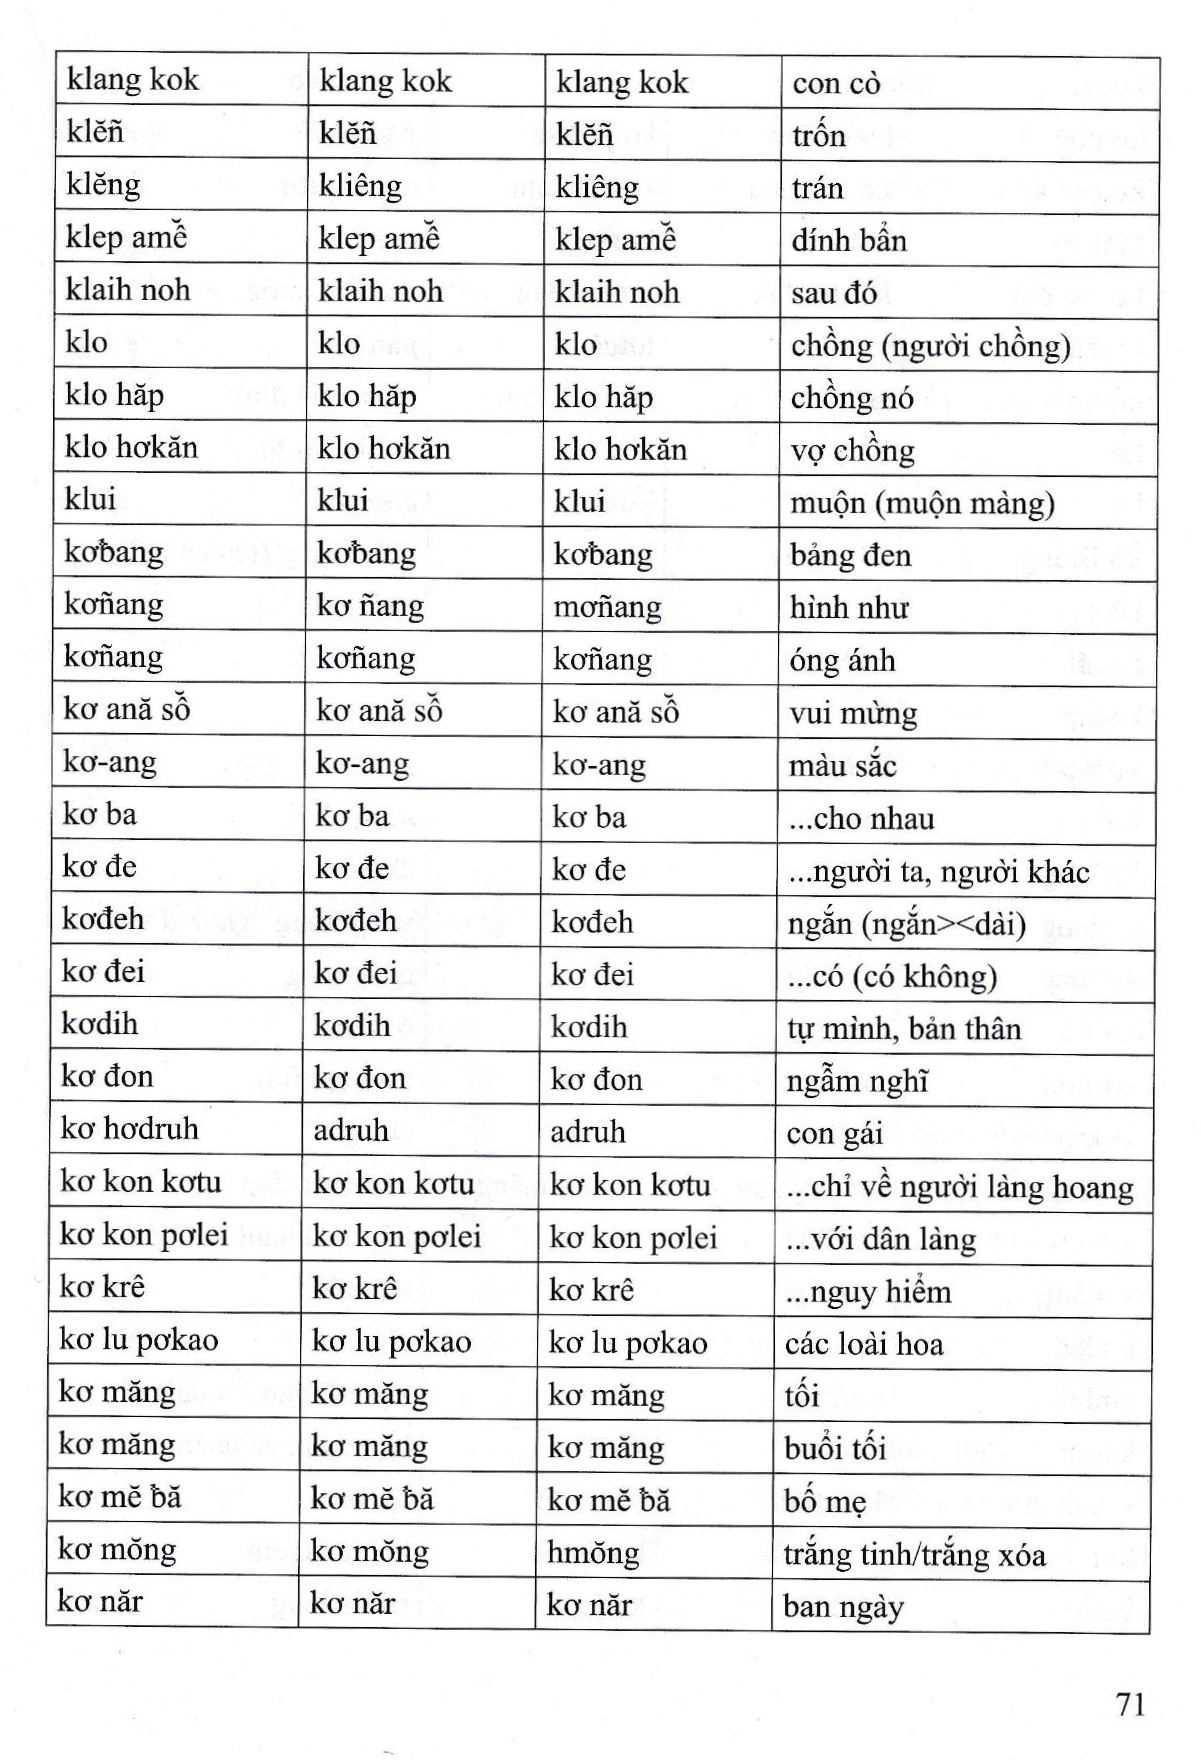 klang kok klang kok klang kok con cò
klĕñ klĕñ klĕñ trốn
klĕng kliêng kliêng trán
klep amê̆ klep amê̆ klep amê̆ dính bẩn
klaih noh klaih noh klaih noh sau đó
klo klo klo chồng (người chồng)
klo hăp klo hăp klo hăp chồng nó
klo hơkăn klo hơkăn klo hơkăn vợ chồng
klui klui klui muộn (muộn màng)
kơƀang kơƀang kơƀang bảng đen
kơñang kơ ñang mơñang hình như
kơñang kơñang kơñang óng ánh
kơ ană sô̆ kơ ană sô̆ kơ ană sô̆ vui mừng
kơ-ang kơ-ang kơ-ang màu sắc
kơ ba kơ ba kơ ba ...cho nhau
kơ đe kơ đe kơ đe ...người ta, người khác
kơđeh kơđeh kơđeh ngắn (ngắn><dài)
kơ đei kơ đei kơ đei ...có (có không)
kơdih kơdih kơdih tự mình, bản thân
kơ đon kơ đon kơ đon ngẫm nghĩ
kơ hơdruh adruh adruh con gái
kơ kon kơtu kơ kon kơtu kơ kon kơtu ...chỉ về người làng hoang
kơ kon pơlei kơ kon pơlei kơ kon pơlei ...với dân làng
kơ krê kơ krê kơ krê ...nguy hiểm
kơ lu pơkao kơ lu pơkao kơ lu pơkao các loài hoa
kơ măng kơ măng kơ măng tối
kơ măng kơ măng kơ măng buổi tối
kơ mĕ ƀă kơ mĕ ƀă kơ mĕ ƀă bố mẹ
kơ mŏng kơ mŏng hmŏng trắng tinh/trắng xóa
kơ năr kơ năr kơ năr ban ngày
71